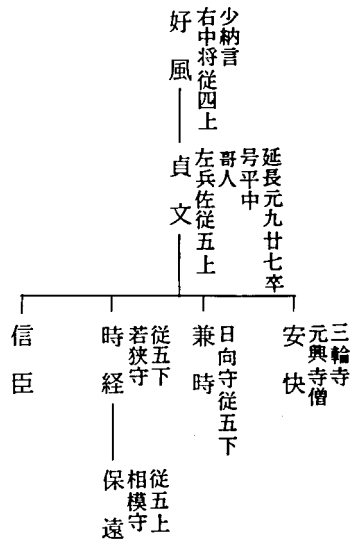 少納言
右中将従四上
好風
延長元九廿七卒
号平中
哥人
左兵佐従五上
貞文
三輪寺
元興寺僧
安快
日向守従五下
兼時
従五下
若狭守
時経
信臣
従五上
相模守
保遠